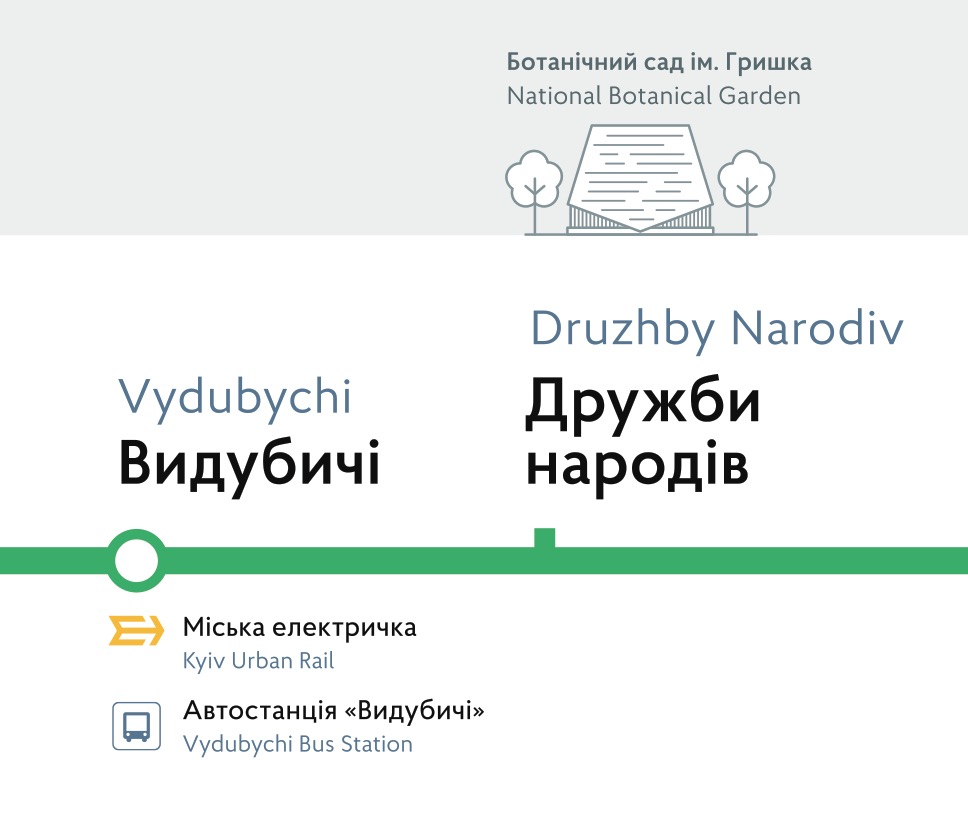 Ботанічний сад ім. Гришка
National Botanical Garden
Druzhby Narodiv
Дружби
народів
Vydubychi
Видубичі
Міська електричка
Kyiv Urban Rail
Автостанція «Видубичі»
Vydubychi Bus Station